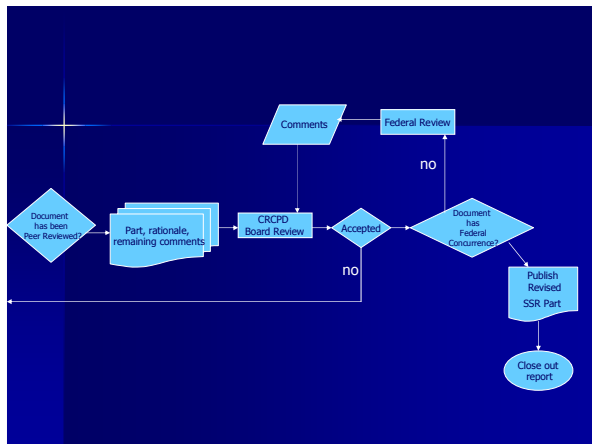 Comments
Federal Review
no
Document
has been
Peer Reviewed?
Part, rationale,
remaining comments
CRCPD
Board Review
Accepted
Document
has
Federal
Concurrence?
no
Publish
Revised
SSR Part
Close out
report